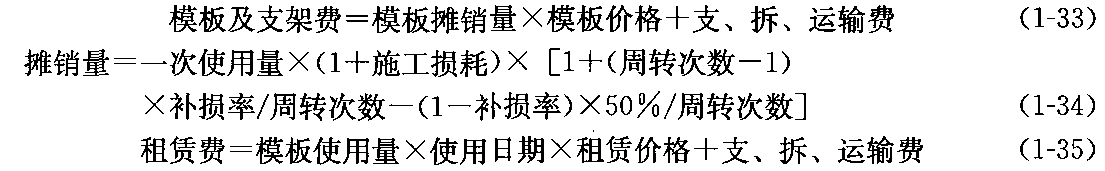 模板及支架费＝模板摊销量×模板价格＋支、拆、运输费 （1-33）
摊销量＝一次使用量×(1＋施工损耗)×［1＋(周转次数－1)
×补损率/周转次数－(1－补损率)×50％/周转次数］ （1-34）
租赁费＝模板使用量×使用日期×租赁价格＋支、拆、运输费 （1-35）